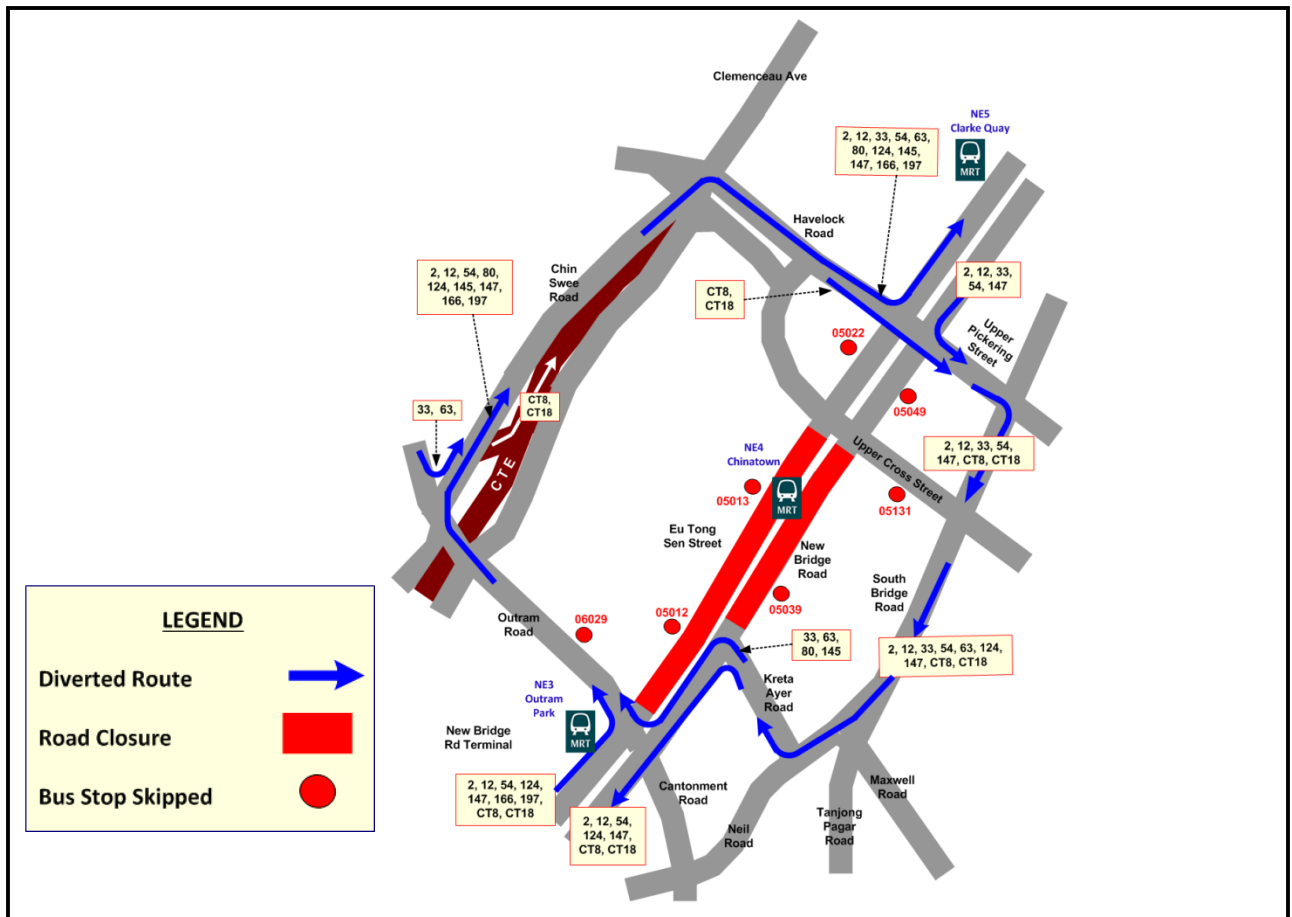 Clemenceau Ave
NE5
Clarke Quay
MRT
2, 12, 33, 54, 63,
80, 124, 145,
147, 166, 197
Havelock
Road
2, 12, 54, 80,
124, 145, 147,
166, 197
Chin
Swee
Road
CT8,
CT18
2, 12, 33,
54, 147
Upper
Pickering
Street
05022
05049
33, 63,
CT8,
CT18
CTE
NE4
Chinatown
MRT
05013
Upper Cross Street
2, 12, 33, 54,
147, CT8, CT18
05131
Eu Tong
Sen Street
New
Bridge
Road
South
Bridge
Road
05039
05012
06029
Outram
Road
33, 63,
80, 145
2, 12, 33, 54, 63, 124,
147, CT8, CT18
Kreta
Ayer
Road
NE3
Outram
Park
MRT
New Bridge
Rd Terminal
2, 12, 54, 124,
147, 166, 197,
CT8, CT18
2, 12, 54,
124, 147,
CT8, CT18
Cantonment
Road
Neil
Road
Tanjong
Pagar
Road
Maxwell
Road
LEGEND
Diverted Route
Road Closure
Bus Stop Skipped